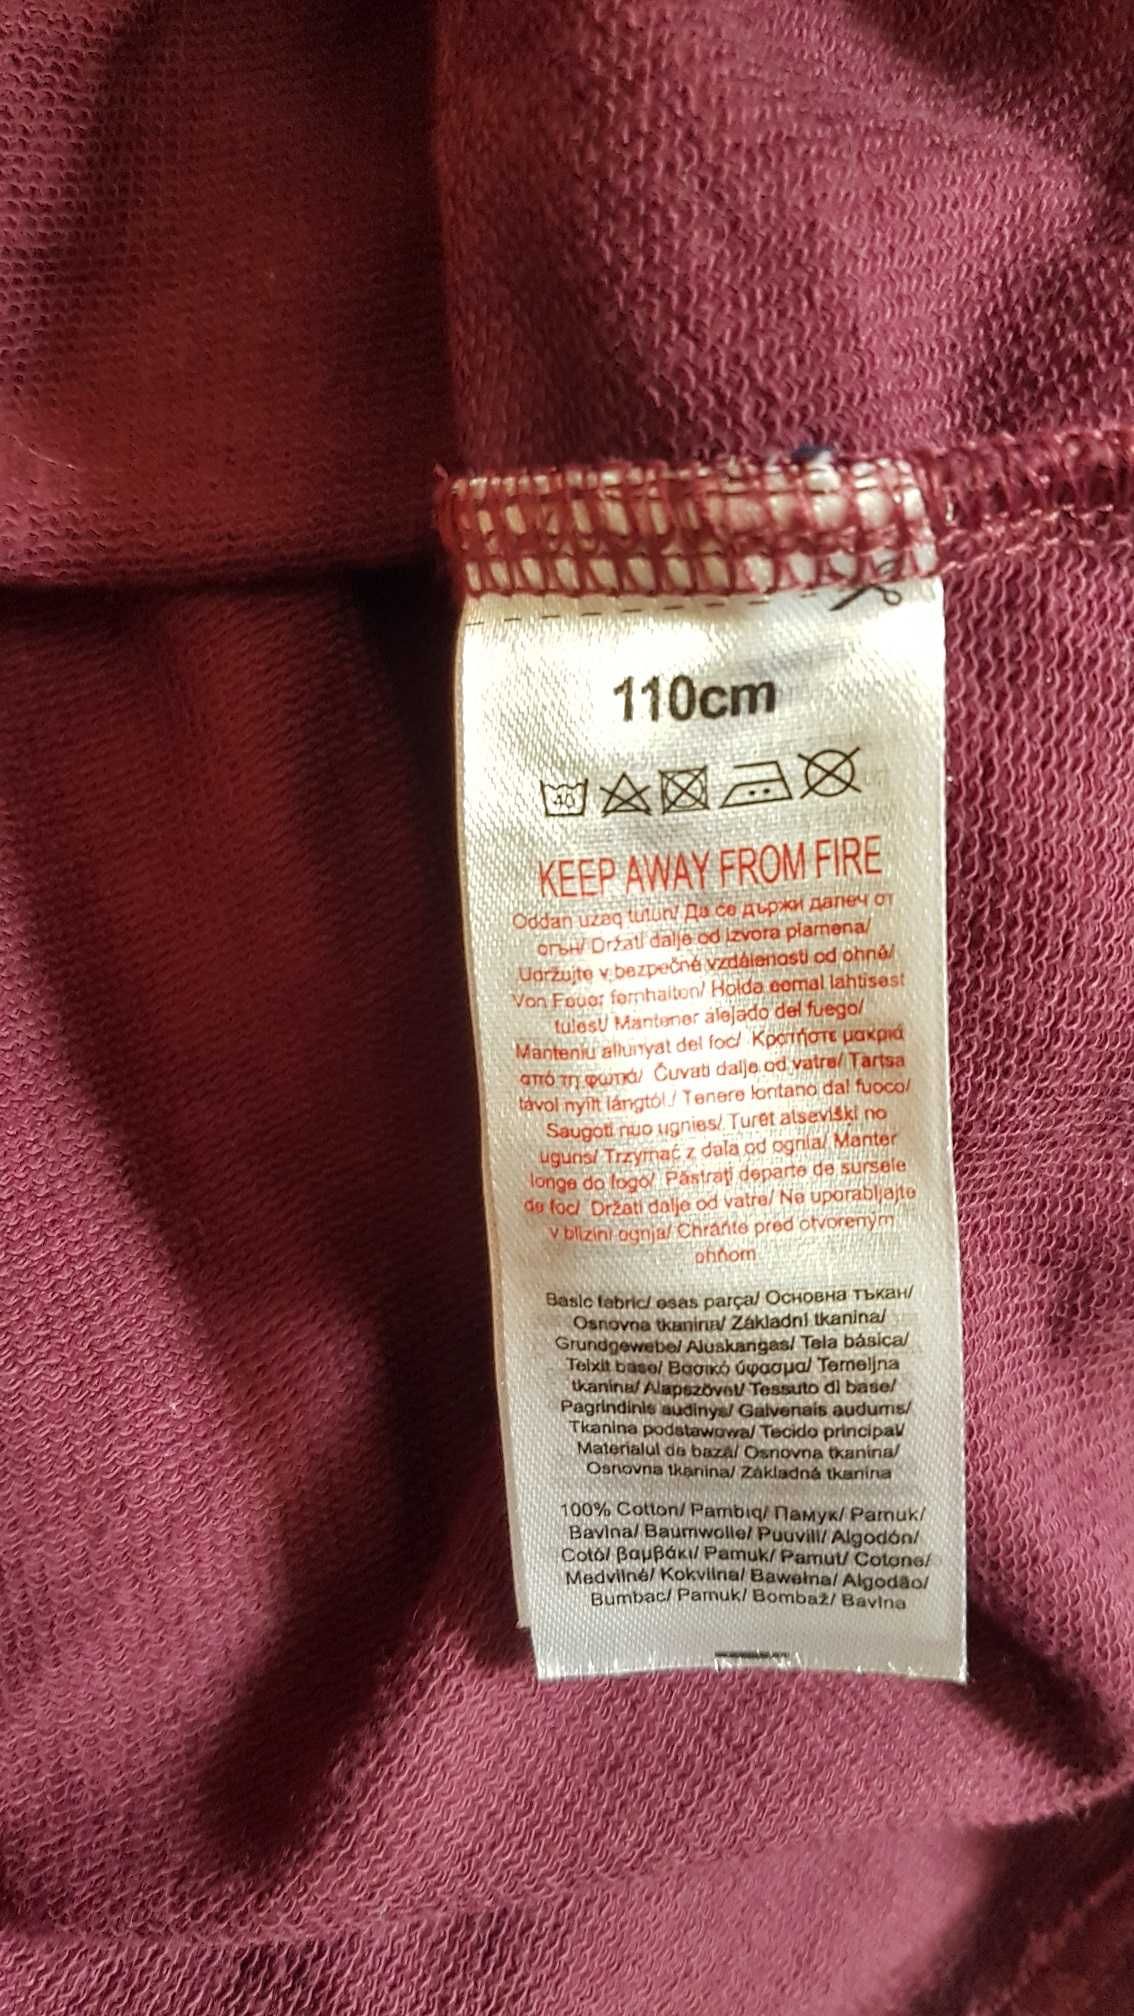 110cm
40
KEEP AWAY FROM FIRE
Oddan uzaq tutun/ Да се държи далеч от
огън/ Držati dalje od izvora plamena/
Udržujte v bezpečné vzdálenosti od ohně/
Von Feuer fernhalten/ Hoida eemal lahtisest
tulest/ Mantener alejado del fuego/
Manteniu allunyat del foc/ Κρατήστε μακριά
από τη φωτιά/ Čuvati dalje od vatre/ Tartsa
távol nyílt lángtól./ Tenere lontano dal fuoco/
Saugoti nuo ugnies/ Turēt atsevišķi no
uguns/ Trzymać z dala od ognia/ Manter
longe do fogo/ Păstraţi departe de sursele
de foc/ Držati dalje od vatre/ Ne uporabljajte
v bližini ognja/ Chráňte pred otvoreným
ohňom
Basic fabric/ esas parça/ Основна тъкан/
Osnovna tkanina/ Základní tkanina/
Grundgewebe/ Aluskangas/ Tela básica/
Teixit base/ Βασικό ύφασμα/ Temeljna
tkanina/ Alapszövet/ Tessuto di base/
Pagrindinis audinys/ Galvenais audums/
Tkanina podstawowa/ Tecido principal/
Materialul de bază/ Osnovna tkanina/
Osnovna tkanina/ Základná tkanina
100% Cotton/ Pambıq/ Памук/ Pamuk/
Bavlna/ Baumwolle/ Puuvill/ Algodón/
Cotó/ βαμβάκι/ Pamuk/ Pamut/ Cotone/
Medvilnė/ Kokvilna/ Bawełna/ Algodão/
Bumbac/ Pamuk/ Bombaž/ Bavlna